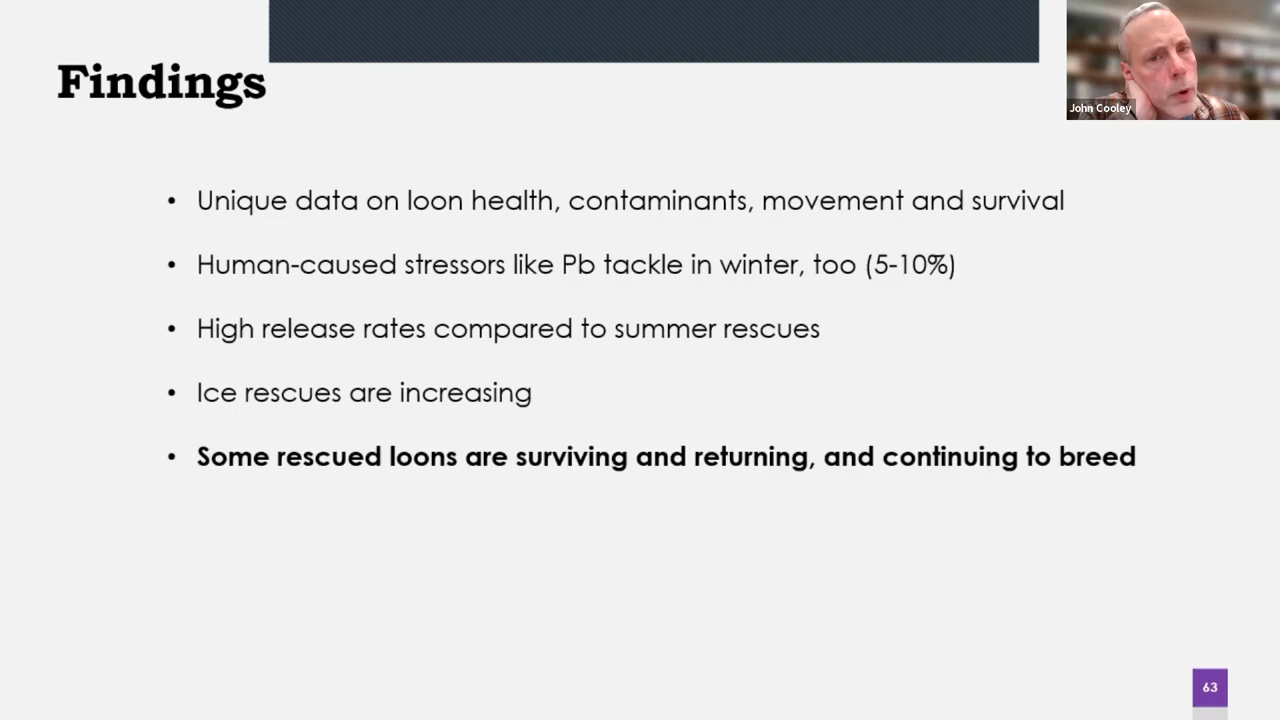 Findings
John Cooley
• Unique data on loon health, contaminants, movement and survival
• Human-caused stressors like Pb tackle in winter, too (5-10%)
• High release rates compared to summer rescues
• Ice rescues are increasing
• Some rescued loons are surviving and returning, and continuing to breed
63